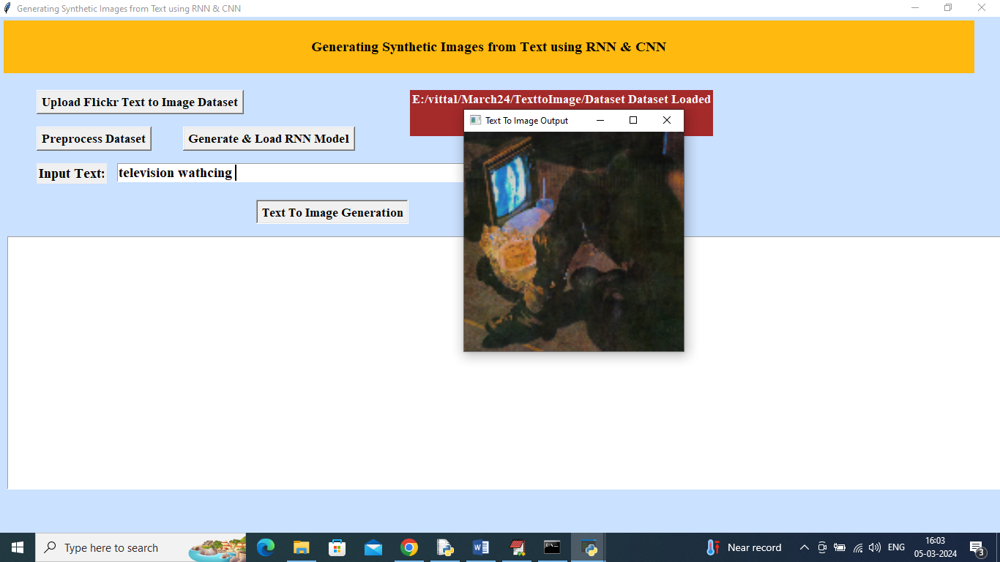 Generating Synthetic Images from Text using RNN & CNN
Generating Synthetic Images from Text using RNN & CNN
Upload Flickr Text to Image Dataset
E:/vittal/March24/TexttoImage/Dataset Dataset Loaded
Text To Image Output
Preprocess Dataset
Generate & Load RNN Model
Input Text:
television wathcing
Text To Image Generation
Type here to search
Near record
ENG
16:03
05-03-2024
3